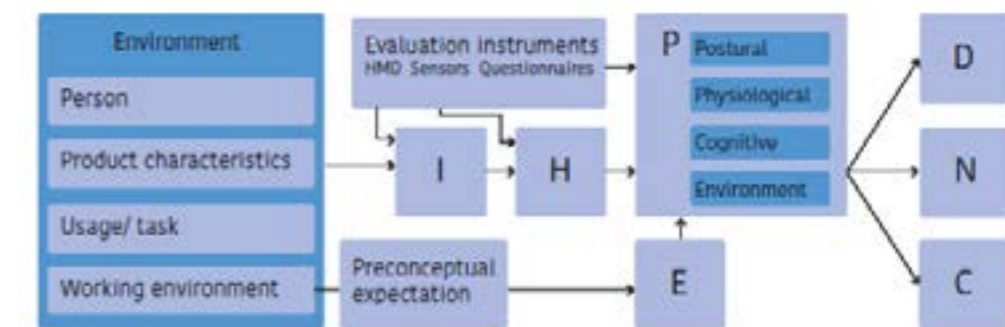 Environment
Person
Product characteristics
Usage/ task
Working environment
Evaluation instruments
HMD Sensors Questionnaires
I
H
Preconceptual
expectation
E
P
Postural
Physiological
Cognitive
Environment
D
N
C